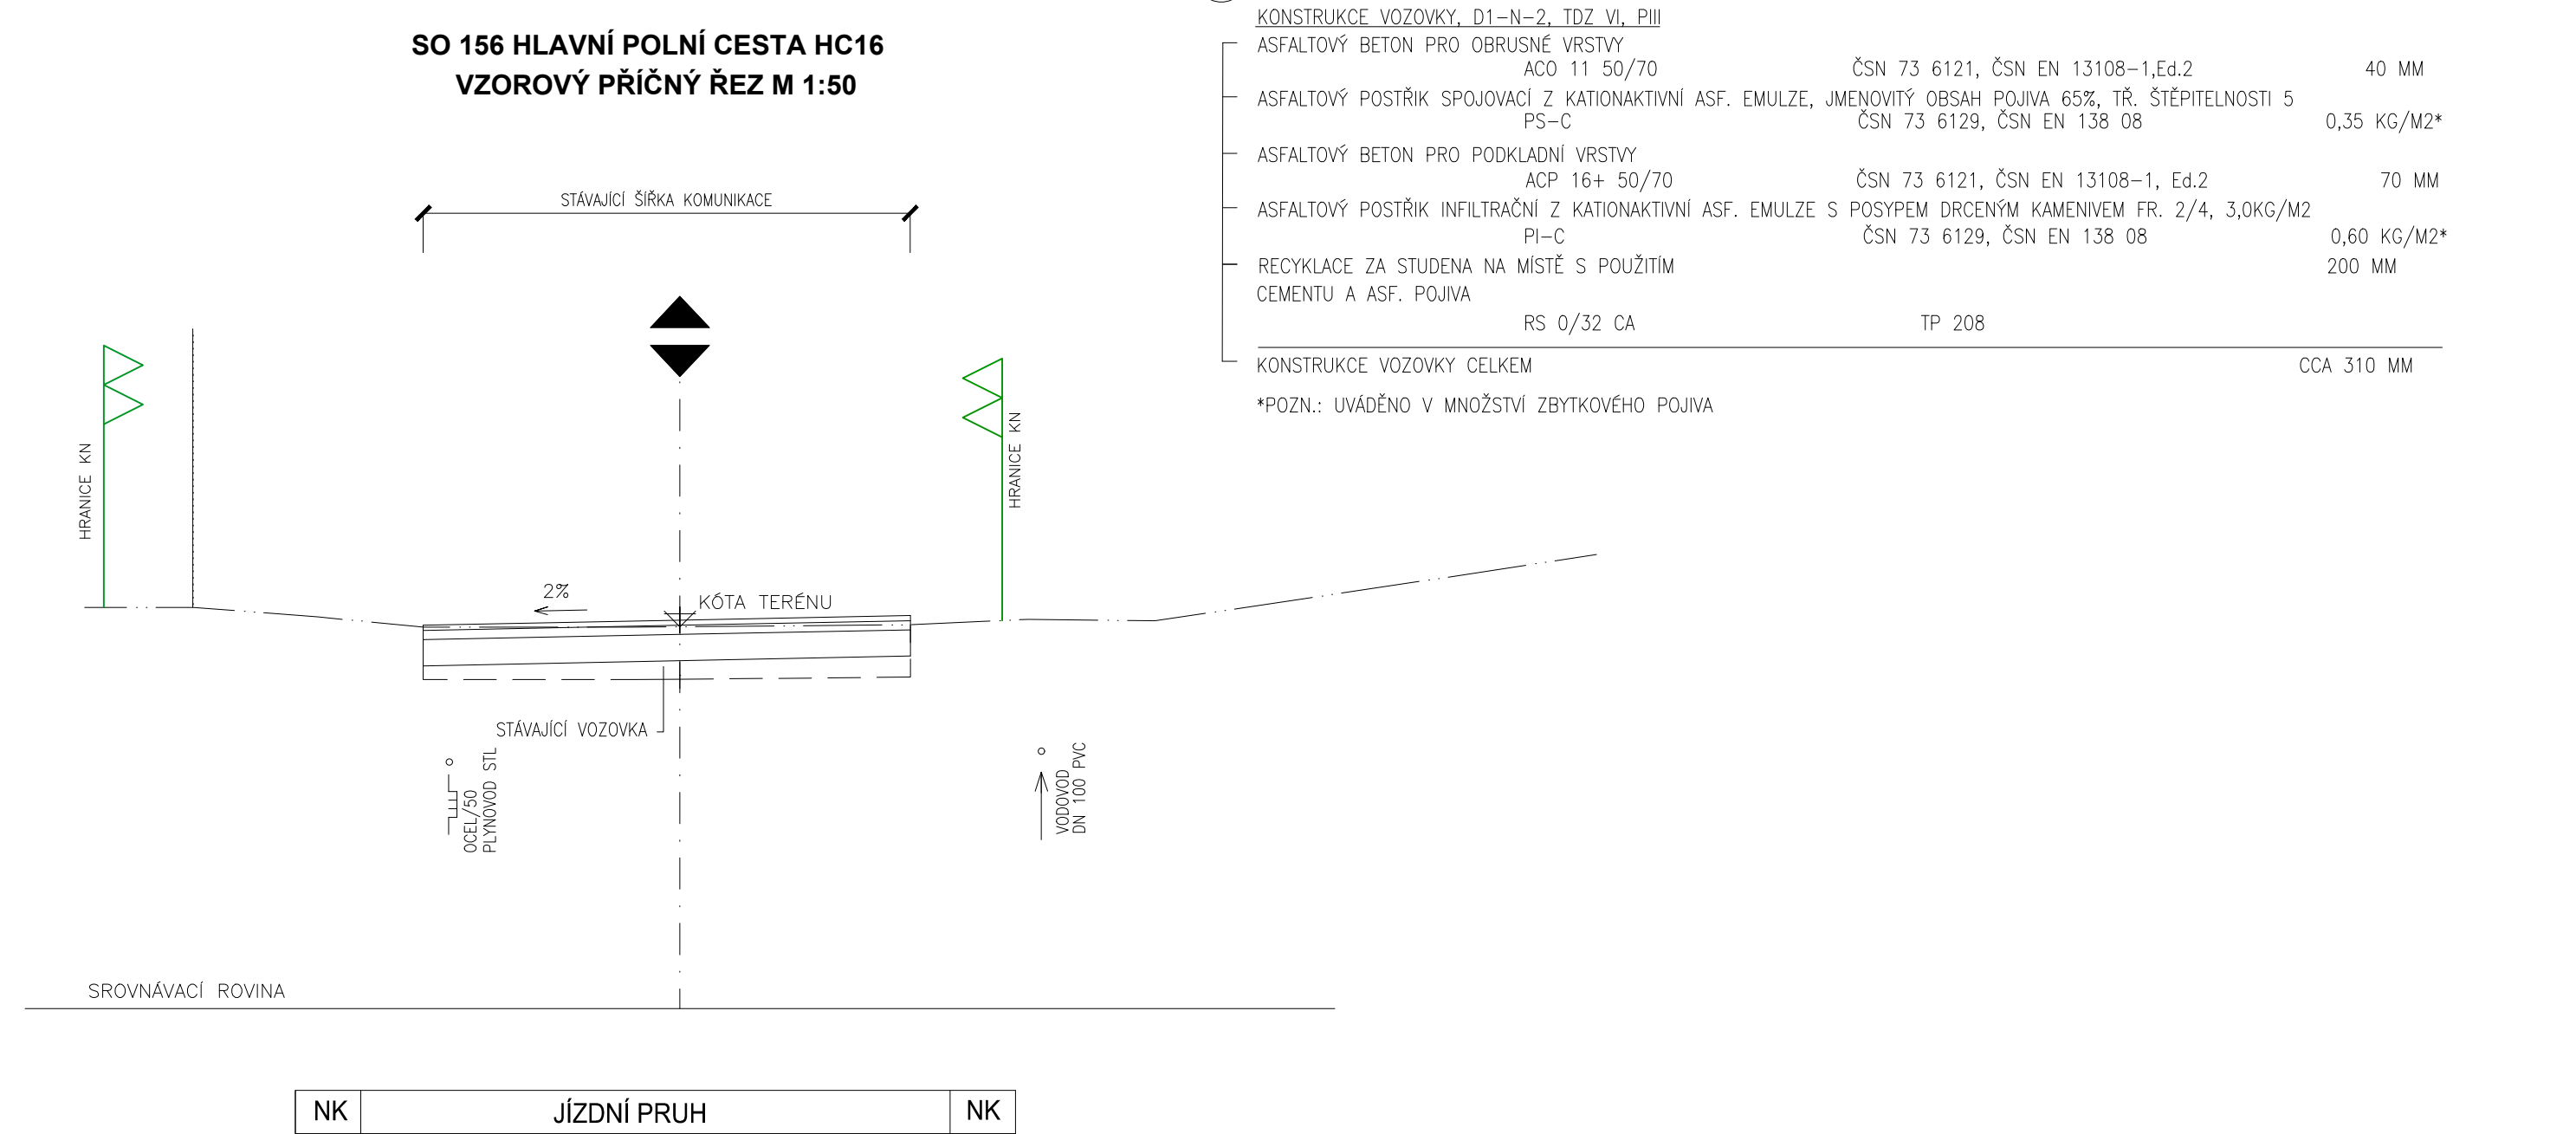 SO 156 HLAVNÍ POLNÍ CESTA HC16
VZOROVÝ PŘÍČNÝ ŘEZ M 1:50
KONSTRUKCE VOZOVKY, D1-N-2, TDZ VI, PIII
ASFALTOVÝ BETON PRO OBRUSNÉ VRSTVY
ACO 11 50/70 ČSN 73 6121, ČSN EN 13108-1,Ed.2 40 MM
ASFALTOVÝ POSTŘIK SPOJOVACÍ Z KATIONAKTIVNÍ ASF. EMULZE, JMENOVITÝ OBSAH POJIVA 65%, TŘ. ŠTĚPITELNOSTI 5
PS-C ČSN 73 6129, ČSN EN 138 08 0,35 KG/M2*
ASFALTOVÝ BETON PRO PODKLADNÍ VRSTVY
ACP 16+ 50/70 ČSN 73 6121, ČSN EN 13108-1, Ed.2 70 MM
ASFALTOVÝ POSTŘIK INFILTRAČNÍ Z KATIONAKTIVNÍ ASF. EMULZE S POSYPEM DRCENÝM KAMENIVEM FR. 2/4, 3,0KG/M2
PI-C ČSN 73 6129, ČSN EN 138 08 0,60 KG/M2*
RECYKLACE ZA STUDENA NA MÍSTĚ S POUŽITÍM 200 MM
CEMENTU A ASF. POJIVA
RS 0/32 CA TP 208
KONSTRUKCE VOZOVKY CELKEM CCA 310 MM
*POZN.: UVÁDĚNO V MNOŽSTVÍ ZBYTKOVÉHO POJIVA
STÁVAJÍCÍ ŠÍŘKA KOMUNIKACE
HRANICE KN
HRANICE KN
2%
KÓTA TERÉNU
STÁVAJÍCÍ VOZOVKA
OCEL/50
PLYNOVOD STL
VODOVOD
DN 100 PVC
SROVNÁVACÍ ROVINA
NK JÍZDNÍ PRUH NK